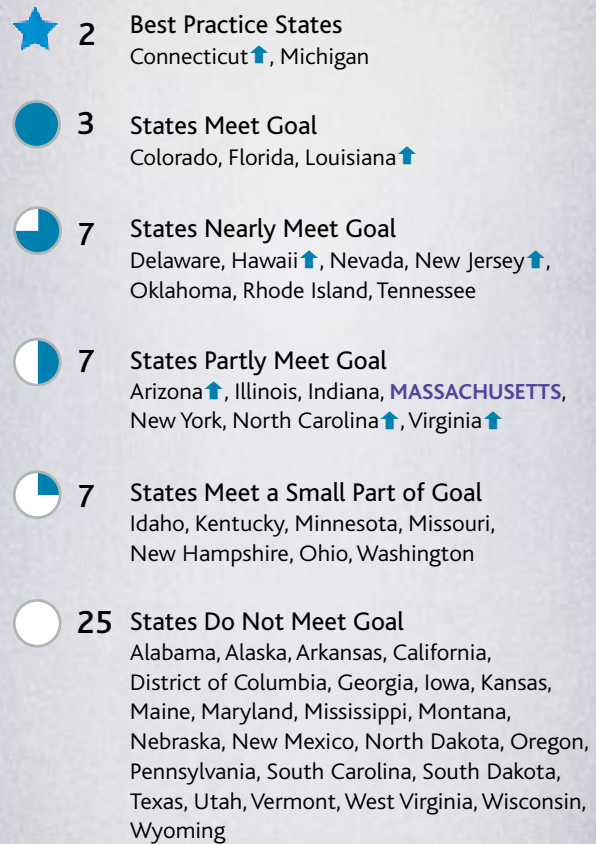 2 Best Practice States
Connecticut⬆, Michigan
3 States Meet Goal
Colorado, Florida, Louisiana⬆
7 States Nearly Meet Goal
Delaware, Hawaii⬆, Nevada, New Jersey⬆,
Oklahoma, Rhode Island, Tennessee
7 States Partly Meet Goal
Arizona⬆, Illinois, Indiana, MASSACHUSETTS,
New York, North Carolina⬆, Virginia⬆
7 States Meet a Small Part of Goal
Idaho, Kentucky, Minnesota, Missouri,
New Hampshire, Ohio, Washington
25 States Do Not Meet Goal
Alabama, Alaska, Arkansas, California,
District of Columbia, Georgia, Iowa, Kansas,
Maine, Maryland, Mississippi, Montana,
Nebraska, New Mexico, North Dakota, Oregon,
Pennsylvania, South Carolina, South Dakota,
Texas, Utah, Vermont, West Virginia, Wisconsin,
Wyoming